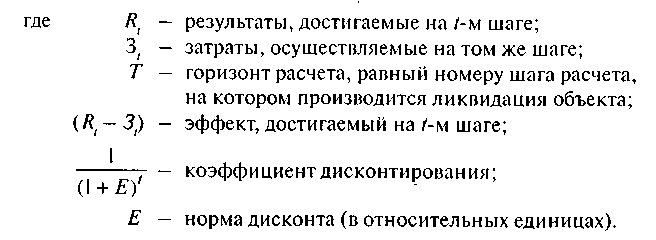 где R_t – результаты, достигаемые на t-м шаге;
З_t – затраты, осуществляемые на том же шаге;
T – горизонт расчета, равный номеру шага расчета,
на котором производится ликвидация объекта;
(R_t – З_t) – эффект, достигаемый на t-м шаге;
1/(1 + E)^t – коэффициент дисконтирования;
E – норма дисконта (в относительных единицах).